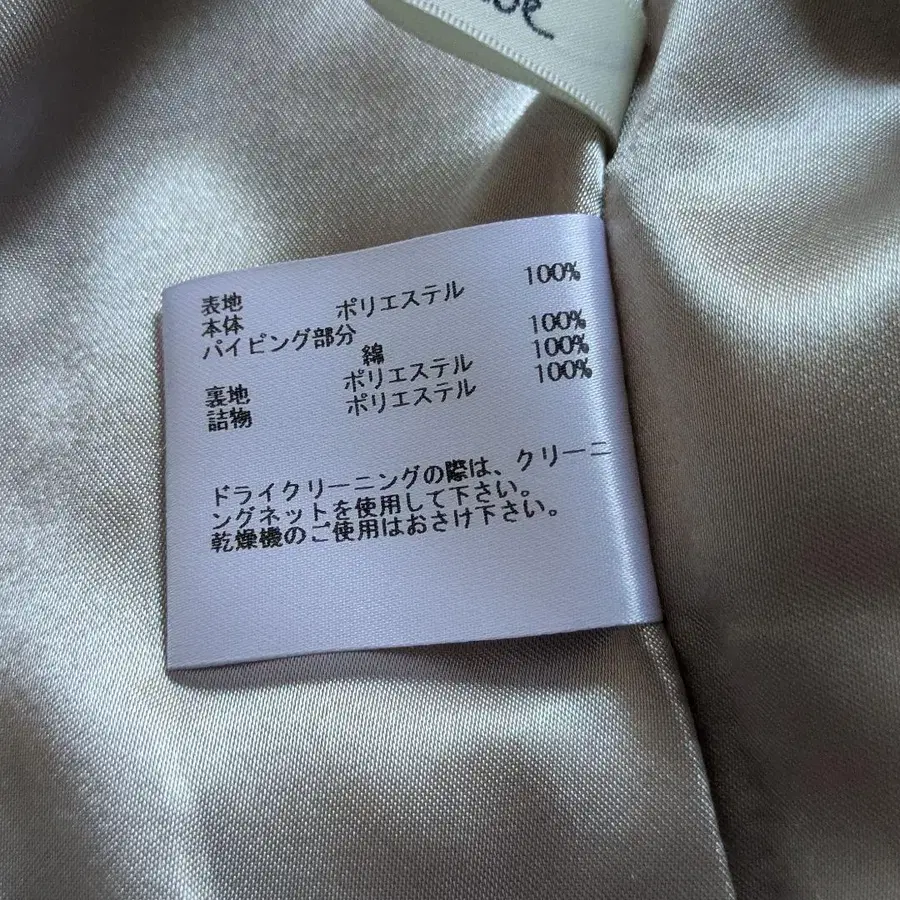 表地
本体 ポリエステル 100%
パイピング部分
綿 100%
裏地 ポリエステル 100%
詰物 ポリエステル 100%
ドライクリーニングの際は、クリーニ
ングネットを使用して下さい。
乾燥機のご使用はおさけ下さい。